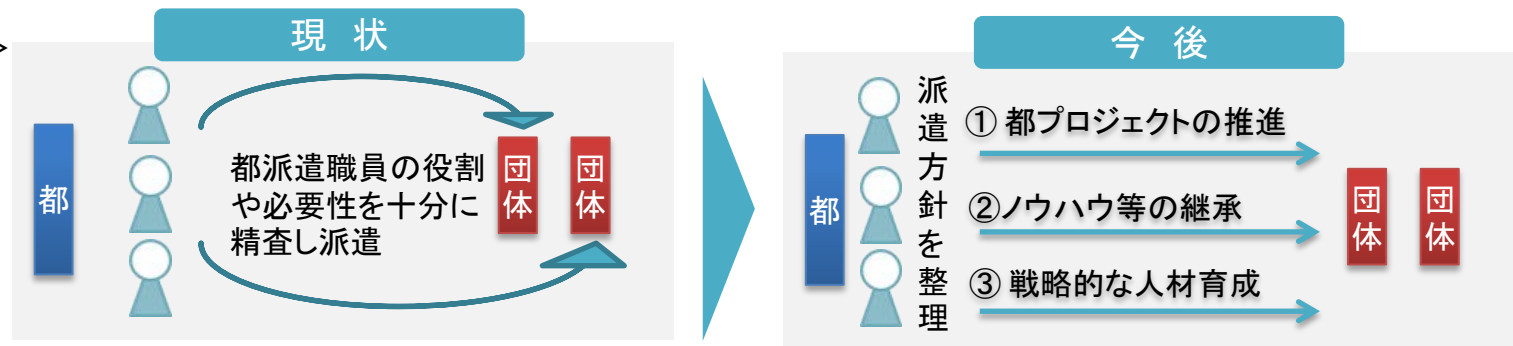 現 状
都
都派遣職員の役割
や必要性を十分に
精査し派遣
団体
団体
今 後
都
派遣方針を整理
① 都プロジェクトの推進
②ノウハウ等の継承
③ 戦略的な人材育成
団体
団体